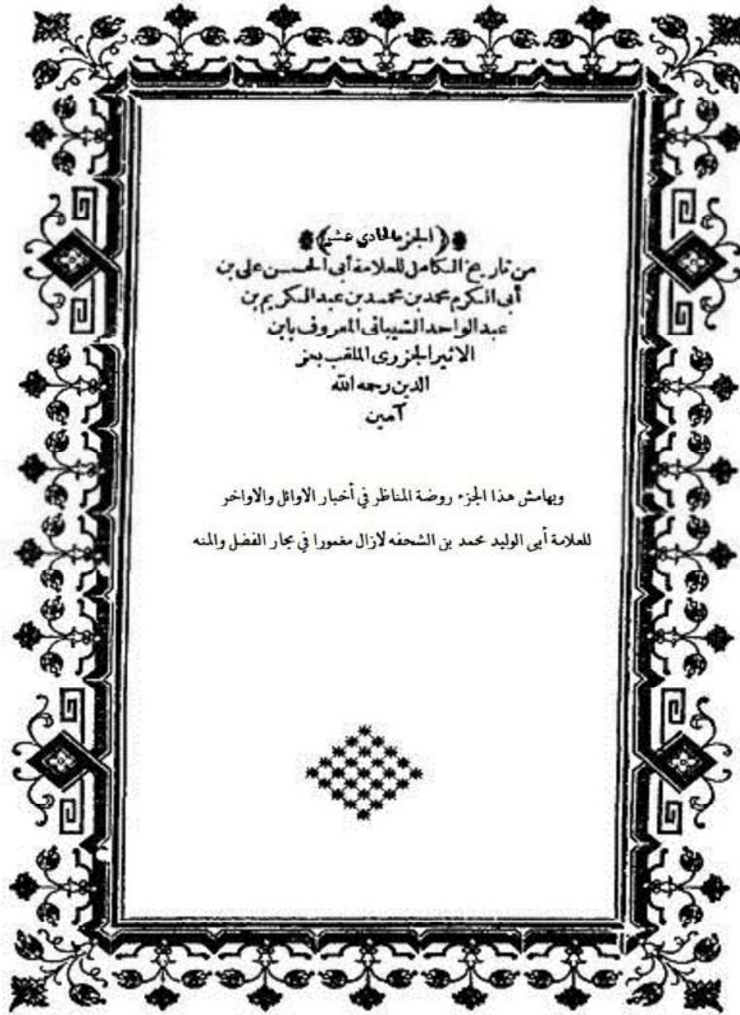 ﴿الجزء الحادي عشر﴾
من تاريخ الكامل للعلامة أبي الحسن علي بن
أبي الكرم محمد بن محمد بن عبد الكريم بن
عبد الواحد الشيباني المعروف بابن
الاثير الجزري الملقب بعز
الدين رحمه الله
آمين
وبهامش هذا الجزء روضة المناظر في أخبار الاوائل والاواخر
للعلامة أبى الوليد محمد بن الشحفه لازال مغمورا في بحار الفضل والمنه